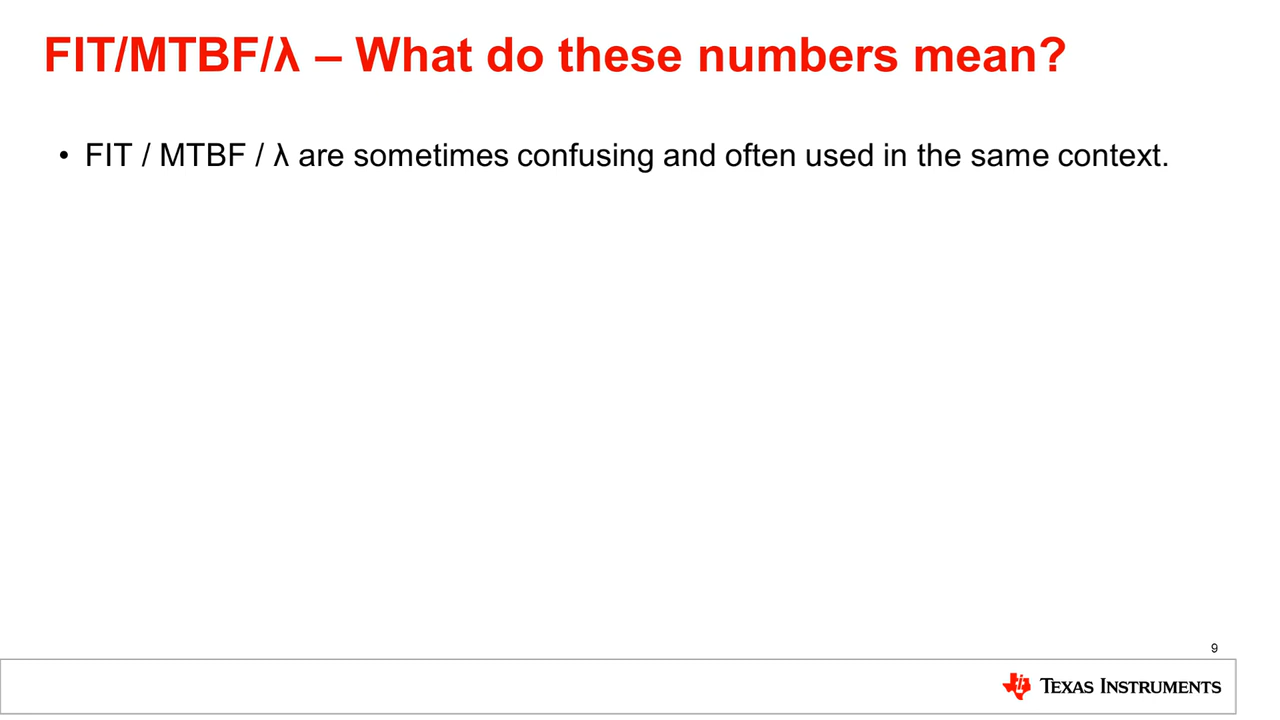 FIT/MTBF/λ – What do these numbers mean?
• FIT / MTBF / λ are sometimes confusing and often used in the same context.
9
TEXAS INSTRUMENTS